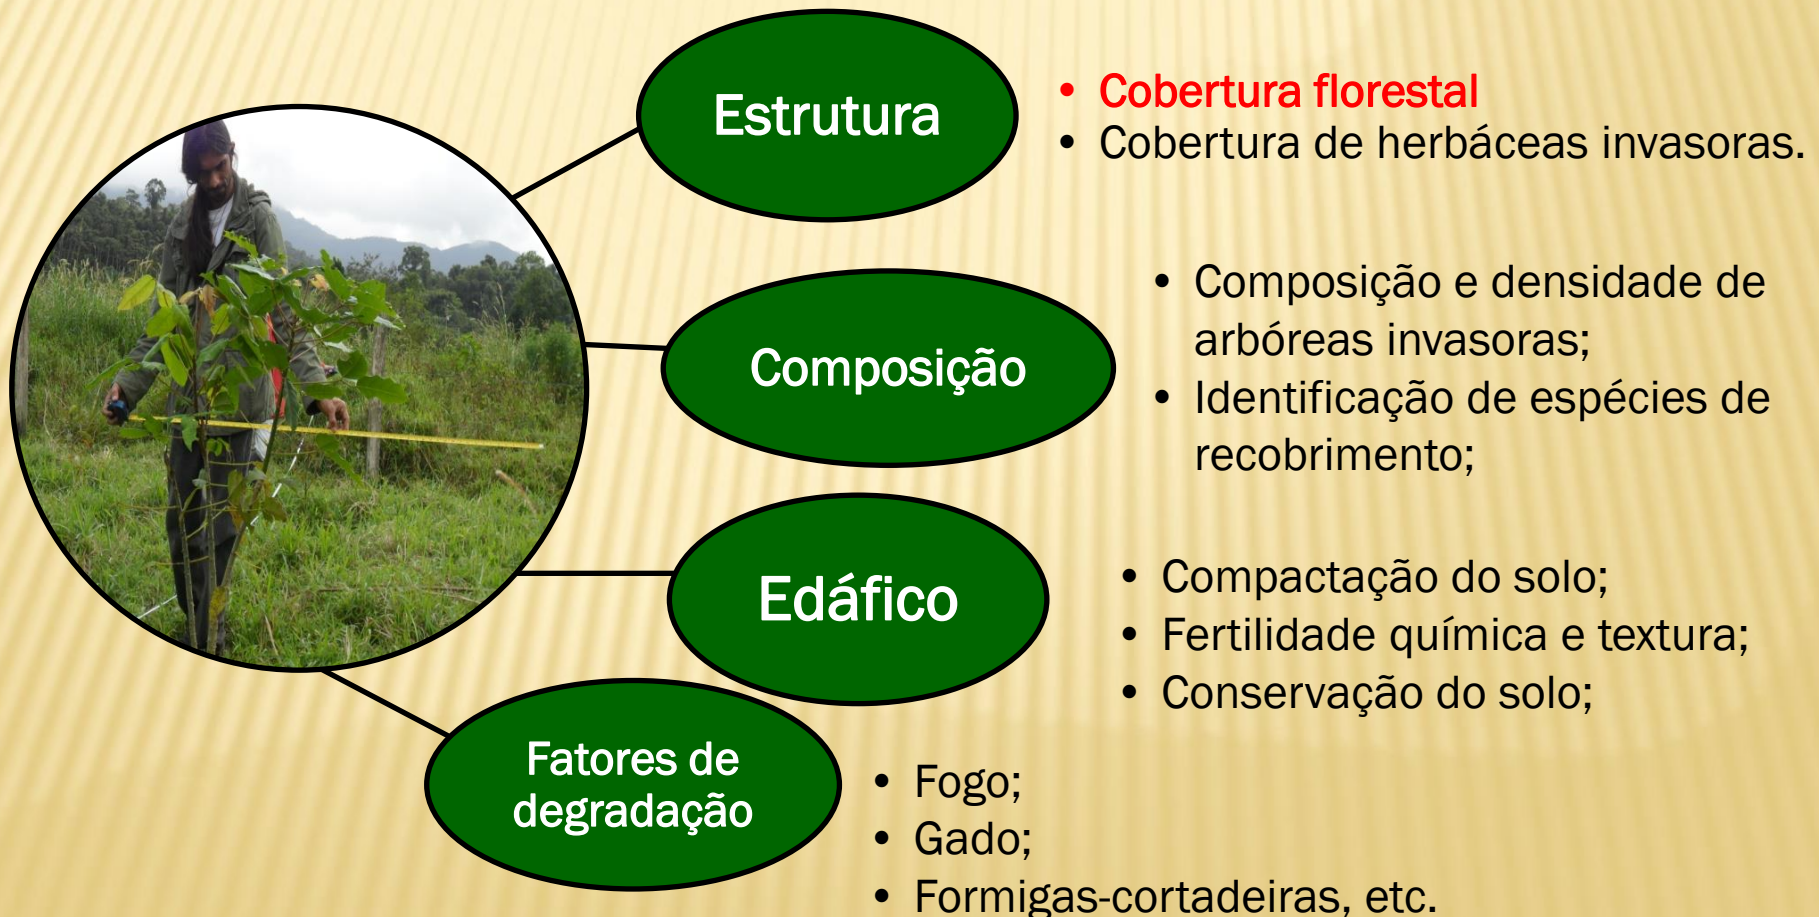 Estrutura
• Cobertura florestal
• Cobertura de herbáceas invasoras.
Composição
• Composição e densidade de
arbóreas invasoras;
• Identificação de espécies de
recobrimento;
Edáfico
• Compactação do solo;
• Fertilidade química e textura;
• Conservação do solo;
Fatores de
degradação
• Fogo;
• Gado;
• Formigas-cortadeiras, etc.